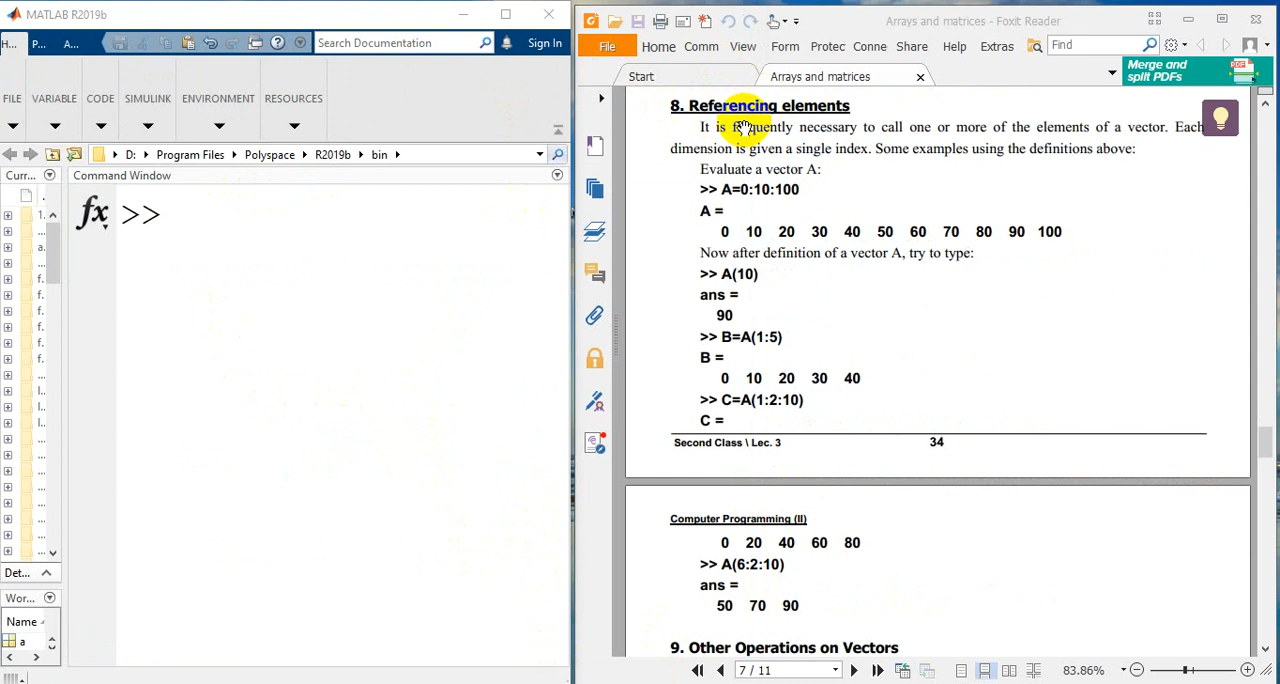 MATLAB R2019b
H... P... A... Search Documentation Sign In
FILE VARIABLE CODE SIMULINK ENVIRONMENT RESOURCES
D: Program Files Polyspace R2019b bin
Curr... Command Window
fx >>
1.
...
a.
...
f.
f.
f.
f.
f.
f.
...
l.
l.
...
...
...
...
...
...
...
Det...
Wor...
Name
a
Arrays and matrices - Foxit Reader
File Home Comm View Form Protec Conne Share Help Extras Find
Start Arrays and matrices
Merge and
split PDFs
8. Referencing elements
It is frequently necessary to call one or more of the elements of a vector. Each
dimension is given a single index. Some examples using the definitions above:
Evaluate a vector A:
>> A=0:10:100
A =
0 10 20 30 40 50 60 70 80 90 100
Now after definition of a vector A, try to type:
>> A(10)
ans =
90
>> B=A(1:5)
B =
0 10 20 30 40
>> C=A(1:2:10)
C =
Second Class \ Lec. 3 34
Computer Programming (II)
0 20 40 60 80
>> A(6:2:10)
ans =
50 70 90
9. Other Operations on Vectors
7 / 11 83.86%